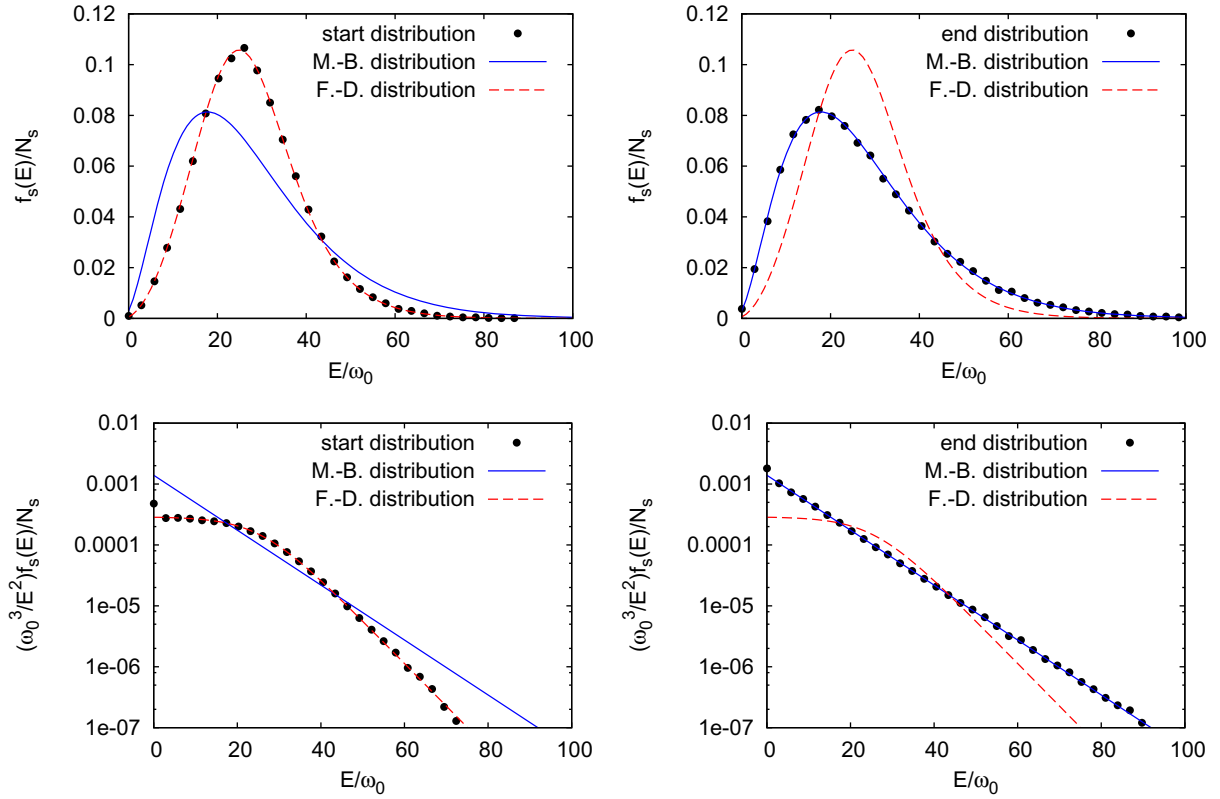 0.12
0.1
0.08
0.06
0.04
0.02
0
f_s(E)/N_s
start distribution
M.-B. distribution
F.-D. distribution
0 20 40 60 80 100
E/ω_0
0.12
0.1
0.08
0.06
0.04
0.02
0
f_s(E)/N_s
end distribution
M.-B. distribution
F.-D. distribution
0 20 40 60 80 100
E/ω_0
0.01
0.001
0.0001
1e-05
1e-06
1e-07
(ω_0^3/E^2)f_s(E)/N_s
start distribution
M.-B. distribution
F.-D. distribution
0 20 40 60 80 100
E/ω_0
0.01
0.001
0.0001
1e-05
1e-06
1e-07
(ω_0^3/E^2)f_s(E)/N_s
end distribution
M.-B. distribution
F.-D. distribution
0 20 40 60 80 100
E/ω_0